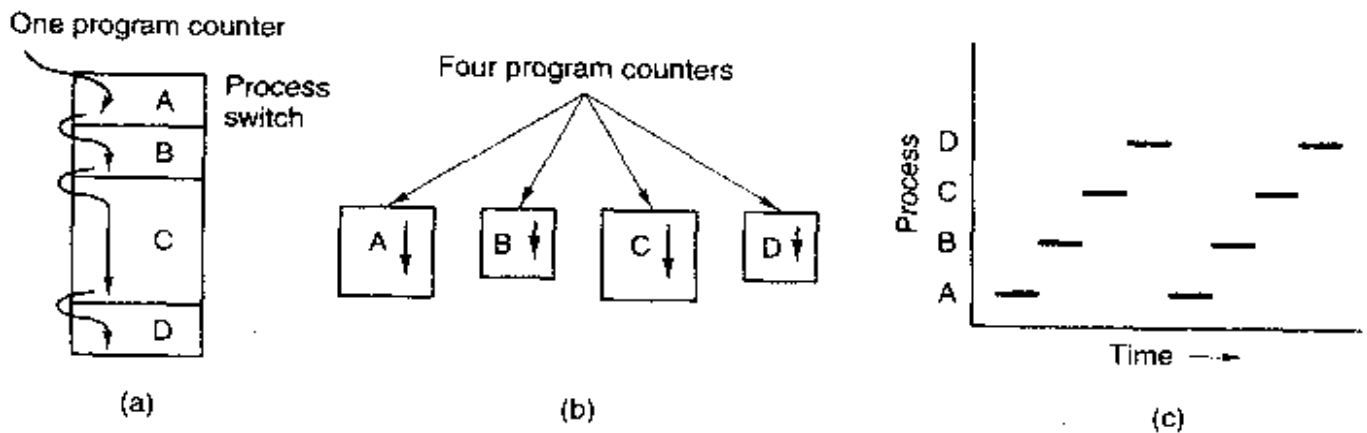 One program counter
Process
switch
A
B
C
D
(a)
Four program counters
A
B
C
D
(b)
Process
D
C
B
A
Time
(c)